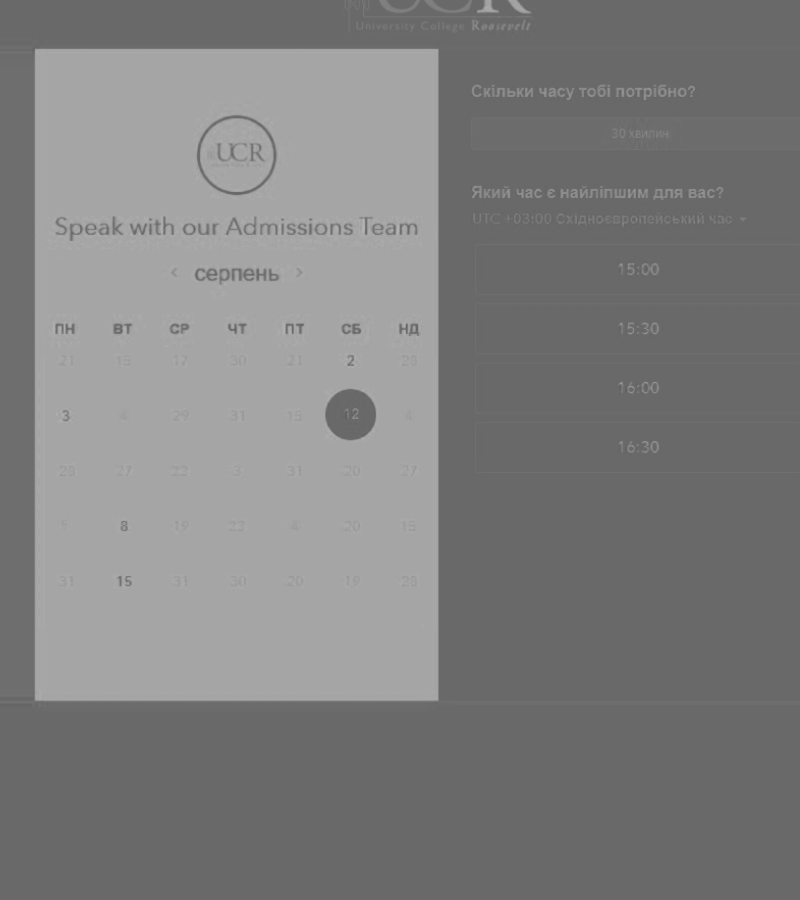 UCR
University College Roosevelt
UCR
Speak with our Admissions Team
< серпень >
ПН ВТ СР ЧТ ПТ СБ НД
21 15 17 30 21 2 28
3 4 29 31 15 12
28 27 22 3 31 20 27
8 19 22 4 20 15
31 15 31 30 20 19 25
Скільки часу тобі потрібно?
30 хвилин
Який час є найліпшим для вас?
UTC +03:00 Східноєвропейський час
15:00
15:30
16:00
16:30